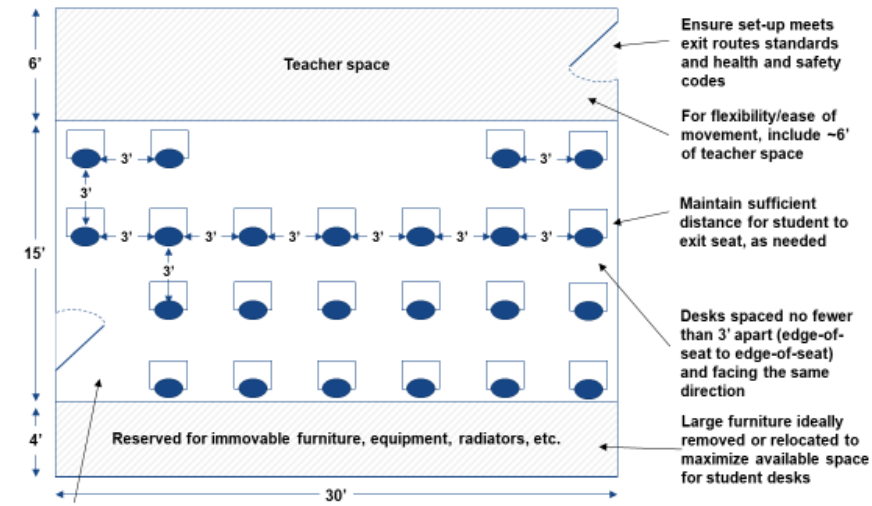 Ensure set-up meets
exit routes standards
and health and safety
codes
6'
Teacher space
For flexibility/ease of
movement, include ~6'
of teacher space
3'
3'
3'
Maintain sufficient
distance for student to
exit seat, as needed
3'
3'
3'
3'
3'
3'
15'
3'
Desks spaced no fewer
than 3' apart (edge-of-
seat to edge-of-seat)
and facing the same
direction
4'
Reserved for immovable furniture, equipment, radiators, etc.
Large furniture ideally
removed or relocated to
maximize available space
for student desks
30'